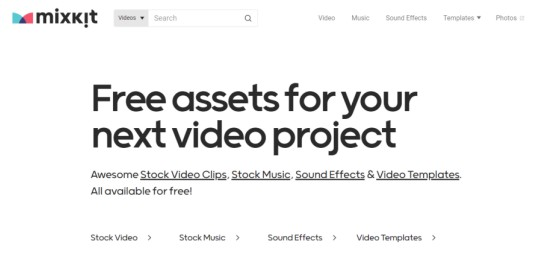 mixkit
Videos
Search
Video
Music
Sound Effects
Templates
Photos
Free assets for your
next video project
Awesome Stock Video Clips, Stock Music, Sound Effects & Video Templates.
All available for free!
Stock Video
Stock Music
Sound Effects
Video Templates